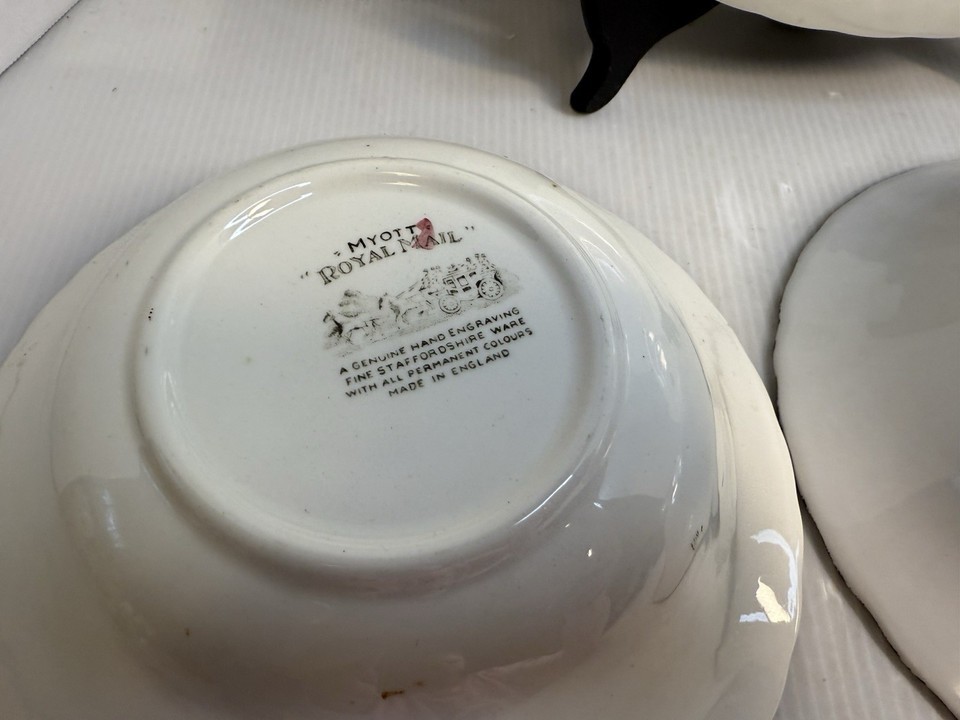 MYOTT
"ROYAL MAIL"
A GENUINE HAND ENGRAVING
FINE STAFFORDSHIRE WARE
WITH ALL PERMANENT COLOURS
MADE IN ENGLAND